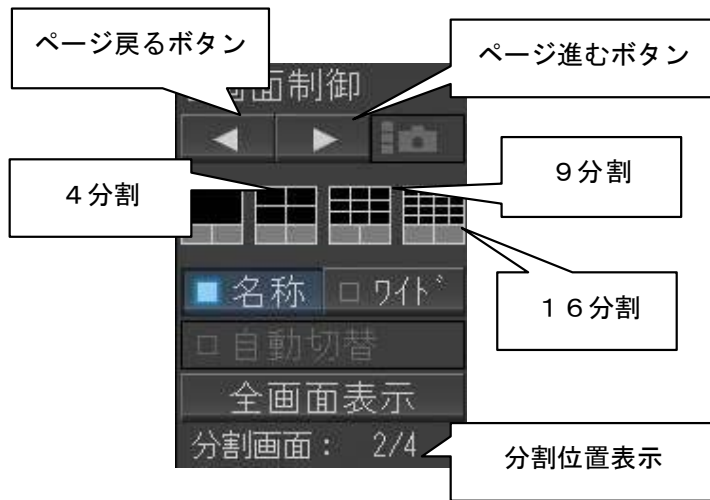 ページ戻るボタン
ページ進むボタン
画面制御
4分割
9分割
■名称
□ワイド
16分割
□自動切替
全画面表示
分割画面： 2/4
分割位置表示